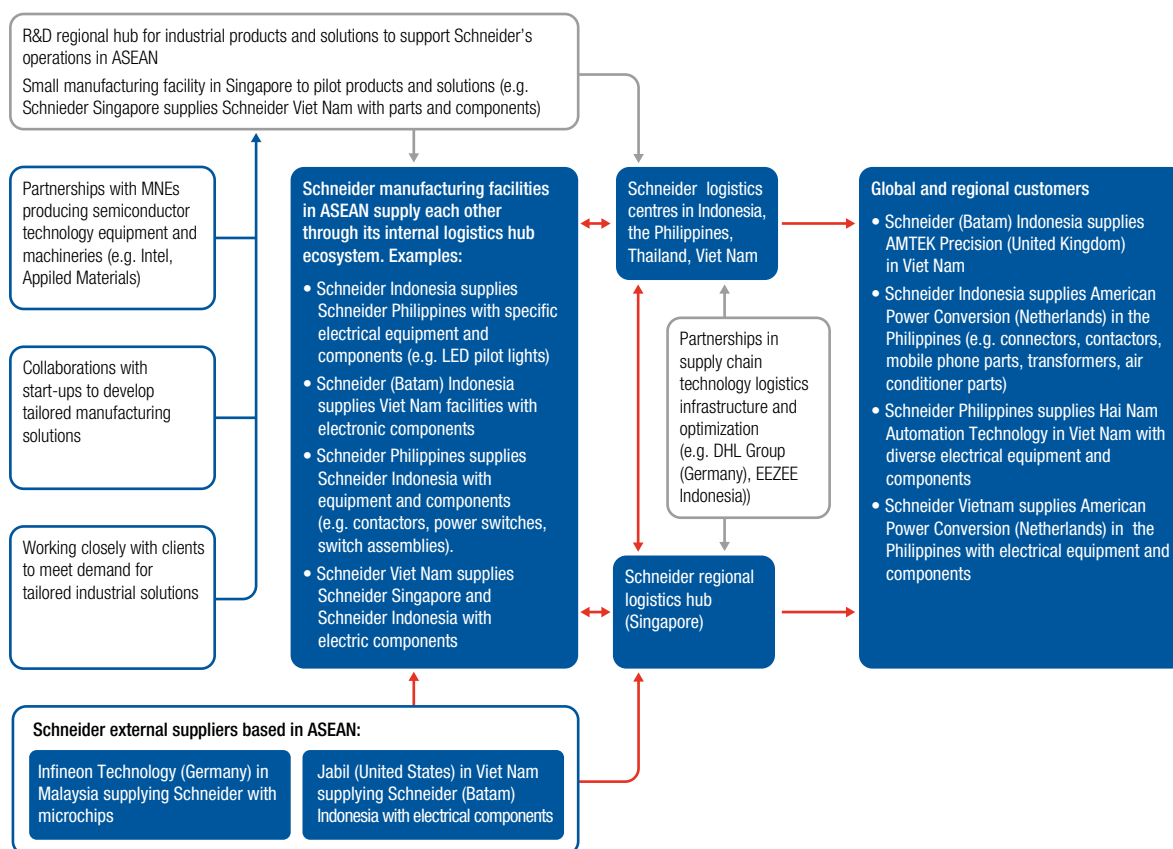 R&D regional hub for industrial products and solutions to support Schneider's
operations in ASEAN
Small manufacturing facility in Singapore to pilot products and solutions (e.g.
Schnieder Singapore supplies Schneider Viet Nam with parts and components)
Partnerships with MNEs
producing semiconductor
technology equipment and
machineries (e.g. Intel,
Appiled Materials)
Collaborations with
start-ups to develop
tailored manufacturing
solutions
Working closely with clients
to meet demand for
tailored industrial solutions
Schneider manufacturing facilities
in ASEAN supply each other
through its internal logistics hub
ecosystem. Examples:
• Schneider Indonesia supplies
Schneider Philippines with specific
electrical equipment and
components (e.g. LED pilot lights)
• Schneider (Batam) Indonesia
supplies Viet Nam facilities with
electronic components
• Schneider Philippines supplies
Schneider Indonesia with
equipment and components
(e.g. contactors, power switches,
switch assemblies).
• Schneider Viet Nam supplies
Schneider Singapore and
Schneider Indonesia with
electric components
Schneider logistics
centres in Indonesia,
the Philippines,
Thailand, Viet Nam
Partnerships in
supply chain
technology logistics
infrastructure and
optimization
(e.g. DHL Group
(Germany), EEZEE
Indonesia))
Schneider regional
logistics hub
(Singapore)
Global and regional customers
• Schneider (Batam) Indonesia supplies
AMTEK Precision (United Kingdom)
in Viet Nam
• Schneider Indonesia supplies American
Power Conversion (Netherlands) in the
Philippines (e.g. connectors, contactors,
mobile phone parts, transformers, air
conditioner parts)
• Schneider Philippines supplies Hai Nam
Automation Technology in Viet Nam with
diverse electrical equipment and
components
• Schneider Vietnam supplies American
Power Conversion (Netherlands) in the
Philippines with electrical equipment and
components
Schneider external suppliers based in ASEAN:
Infineon Technology (Germany) in
Malaysia supplying Schneider with
microchips
Jabil (United States) in Viet Nam
supplying Schneider (Batam)
Indonesia with electrical components